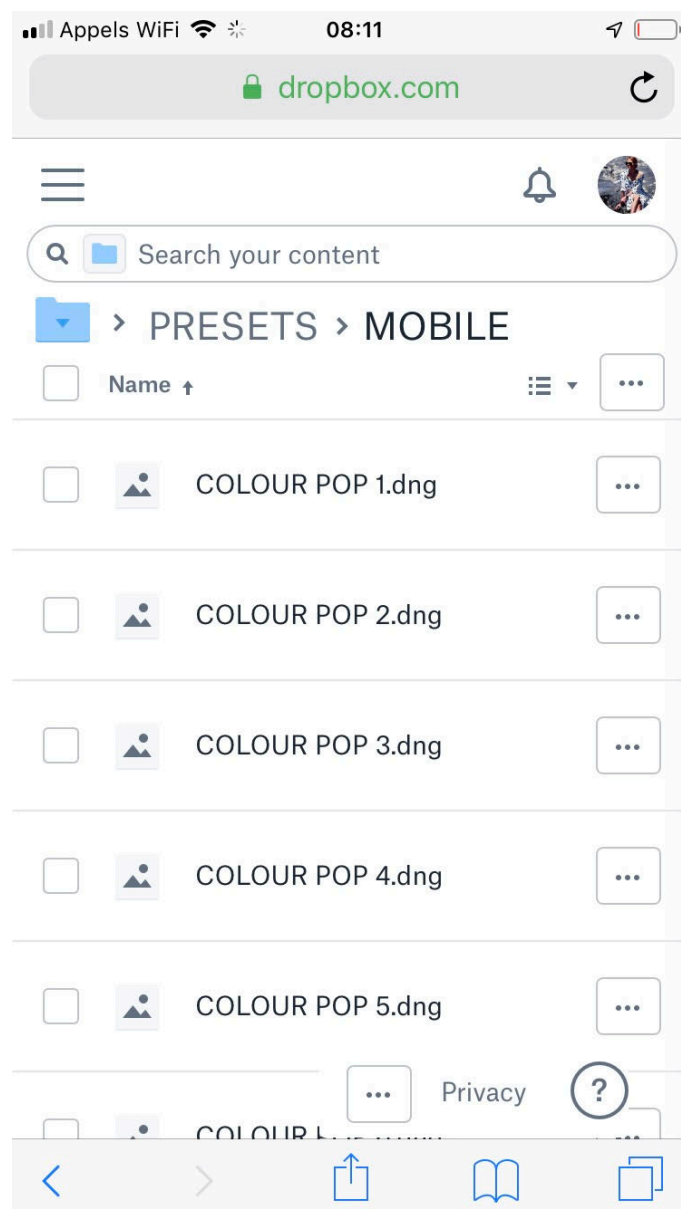 Appels WiFi 08:11
dropbox.com
Search your content
> PRESETS > MOBILE
Name ↑
COLOUR POP 1.dng
COLOUR POP 2.dng
COLOUR POP 3.dng
COLOUR POP 4.dng
COLOUR POP 5.dng
Privacy ?
COLOUR